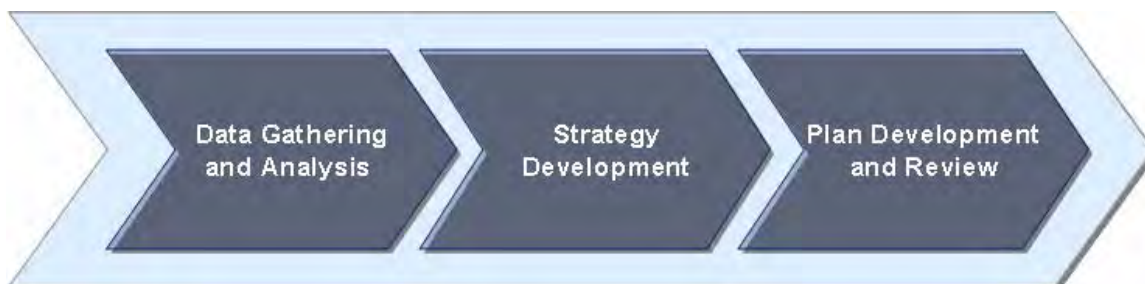 Data Gathering
and Analysis
Strategy
Development
Plan Development
and Review